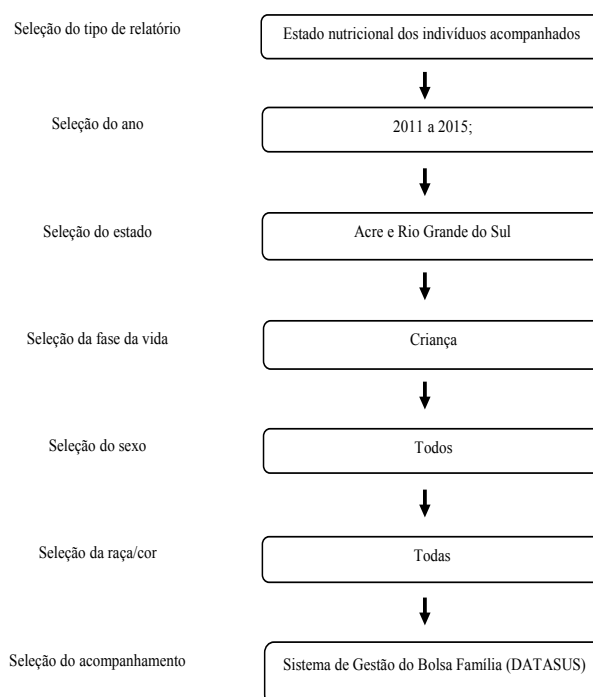 Seleção do tipo de relatório
Estado nutricional dos indivíduos acompanhados
Seleção do ano
2011 a 2015;
Seleção do estado
Acre e Rio Grande do Sul
Seleção da fase da vida
Criança
Seleção do sexo
Todos
Seleção da raça/cor
Todas
Seleção do acompanhamento
Sistema de Gestão do Bolsa Família (DATASUS)